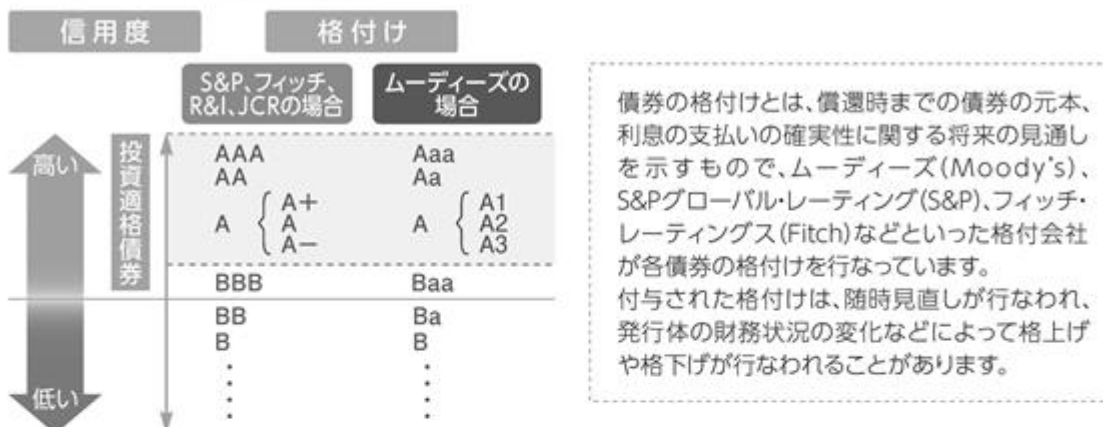 信用度
格付け
S&P、フィッチ、
R&I、JCRの場合
ムーディーズの
場合
高い
投資適格債券
低い
AAA Aaa
AA Aa
A { A+ A { A1
A A2
A− A3
BBB Baa
BB Ba
B B
債券の格付けとは、償還時までの債券の元本、
利息の支払いの確実性に関する将来の見通し
を示すもので、ムーディーズ(Moody's)、
S&Pグローバル・レーティング(S&P)、フィッチ・
レーティングス(Fitch)などといった格付会社
が各債券の格付けを行なっています。
付与された格付けは、随時見直しが行なわれ、
発行体の財務状況の変化などによって格上げ
や格下げが行なわれることがあります。